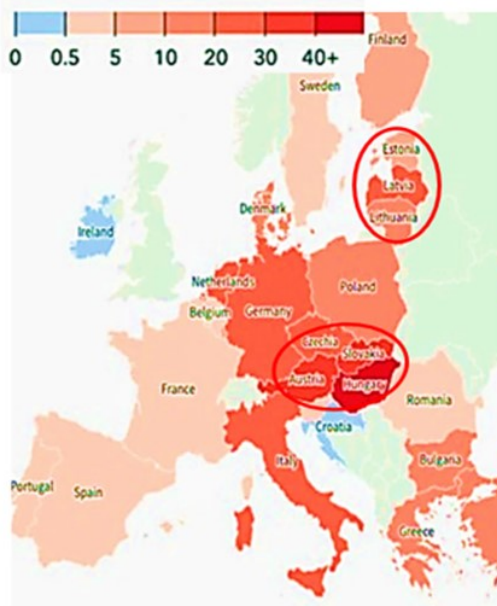 0 0.5 5 10 20 30 40+
Finland
Sweden
Estonia
Latvia
Lithuania
Denmark
Ireland
Netherlands
Poland
Belgium
Germany
Czechia
Slovakia
Austria
Hungary
France
Romania
Croatia
Italy
Bulgaria
Portugal
Spain
Greece